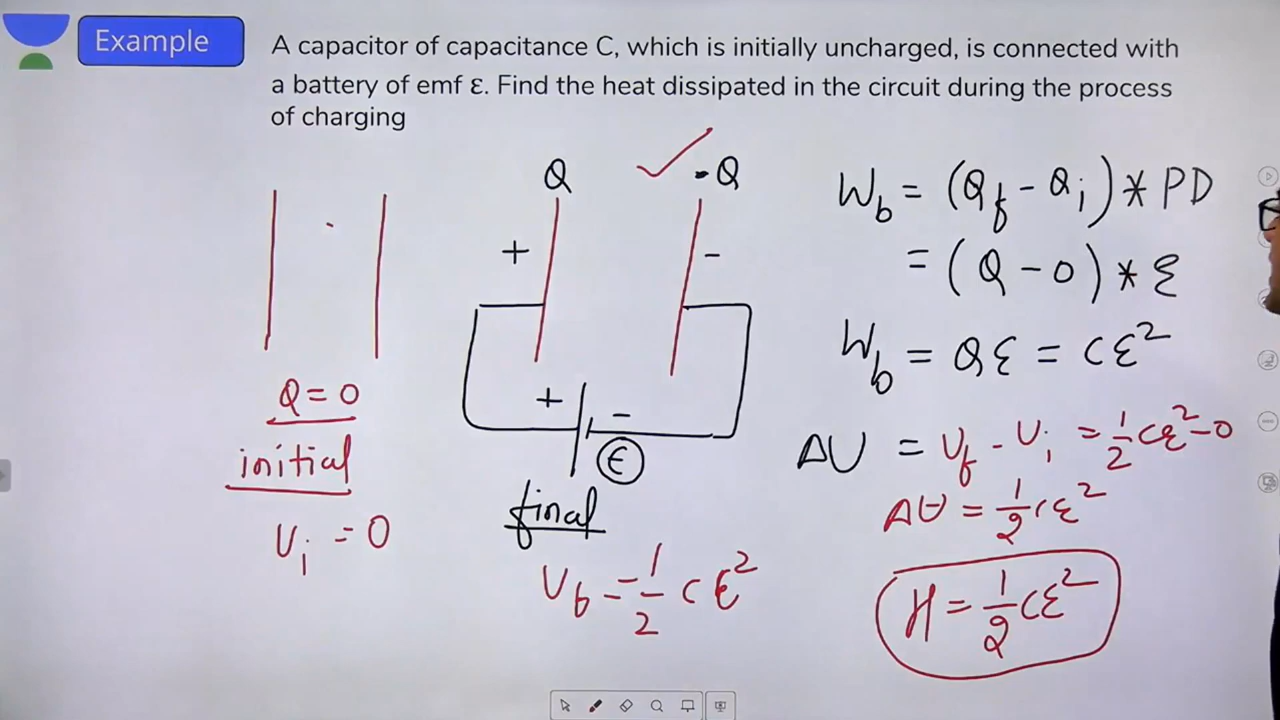 Example
A capacitor of capacitance C, which is initially uncharged, is connected with
a battery of emf ε. Find the heat dissipated in the circuit during the process
of charging
Q
-Q
+
-
+
-
ε
Q = 0
initial
U_i = 0
final
U_f = 1/2 Cε²
W_b = (Q_f - Q_i) * PD
= (Q - 0) * ε
W_b = Qε = Cε²
ΔU = U_f - U_i = 1/2 Cε² - 0
ΔU = 1/2 Cε²
H = 1/2 Cε²